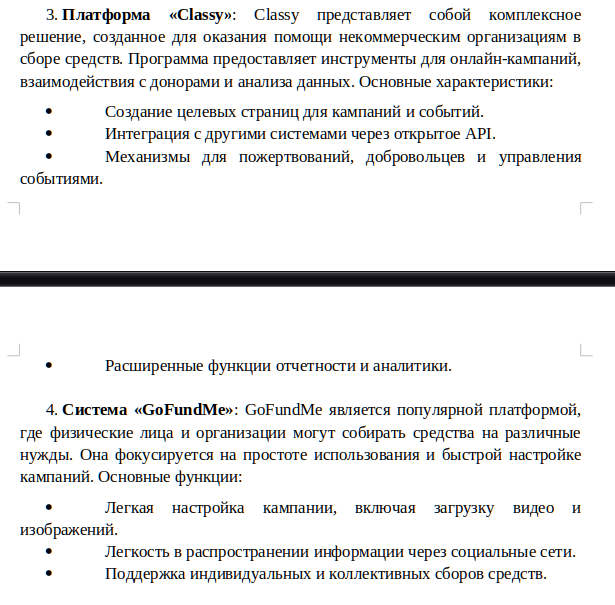 3. Платформа «Classy»: Classy представляет собой комплексное
решение, созданное для оказания помощи некоммерческим организациям в
сборе средств. Программа предоставляет инструменты для онлайн-кампаний,
взаимодействия с донорами и анализа данных. Основные характеристики:
• Создание целевых страниц для кампаний и событий.
• Интеграция с другими системами через открытое API.
• Механизмы для пожертвований, добровольцев и управления
событиями.
• Расширенные функции отчетности и аналитики.
4. Система «GoFundMe»: GoFundMe является популярной платформой,
где физические лица и организации могут собирать средства на различные
нужды. Она фокусируется на простоте использования и быстрой настройке
кампаний. Основные функции:
• Легкая настройка кампании, включая загрузку видео и
изображений.
• Легкость в распространении информации через социальные сети.
• Поддержка индивидуальных и коллективных сборов средств.